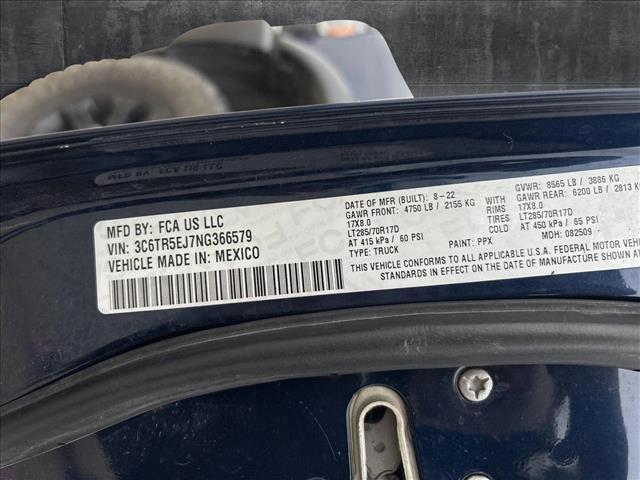 MFD BY: FCA US LLC
VIN: 3C6TR5EJ7NG366579
VEHICLE MADE IN: MEXICO
DATE OF MFR (BUILT): 8-22
GAWR FRONT: 4750 LB / 2155 KG
17X8.0
LT285/70R17D
AT 415 kPa / 60 PSI
TYPE: TRUCK
PAINT: PPX
RIMS
TIRES
COLD
GVWR: 8565 LB / 3886 KG
GAWR REAR: 6200 LB / 2813 K
17X8.0
LT285/70R17D
AT 450 kPa / 65 PSI
MDH: 082509
THIS VEHICLE CONFORMS TO ALL APPLICABLE U.S.A. FEDERAL MOTOR VEHI
STANDARDS IN EFFECT ON THE DATE OF MANUFACTURE SHOWN A